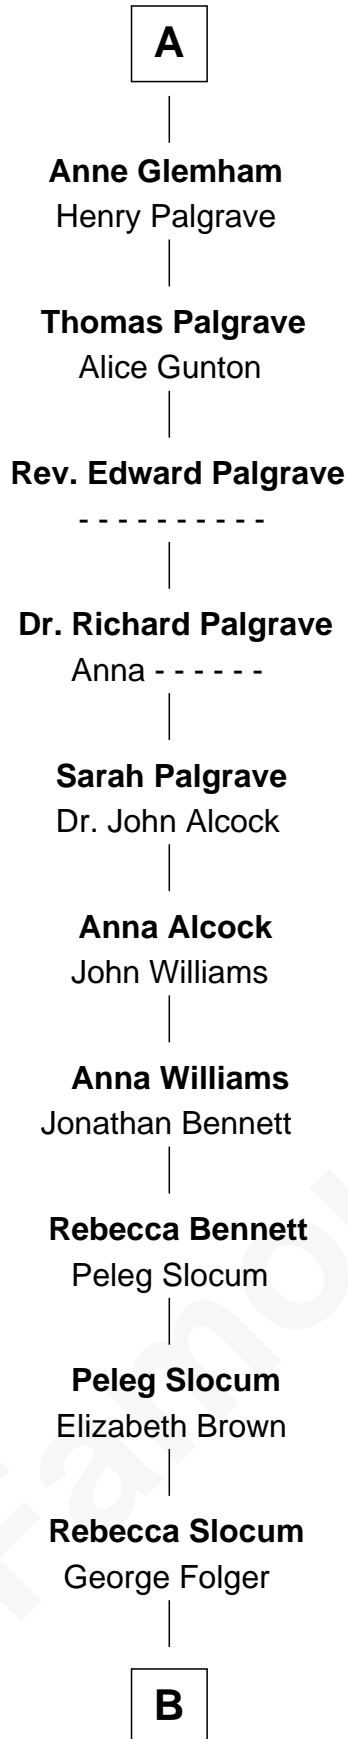 A
Anne Glemham
Henry Palgrave
Thomas Palgrave
Alice Gunton
Rev. Edward Palgrave
- - - - - - - - - -
Dr. Richard Palgrave
Anna - - - - - -
Sarah Palgrave
Dr. John Alcock
Anna Alcock
John Williams
Anna Williams
Jonathan Bennett
Rebecca Bennett
Peleg Slocum
Peleg Slocum
Elizabeth Brown
Rebecca Slocum
George Folger
B
Famo